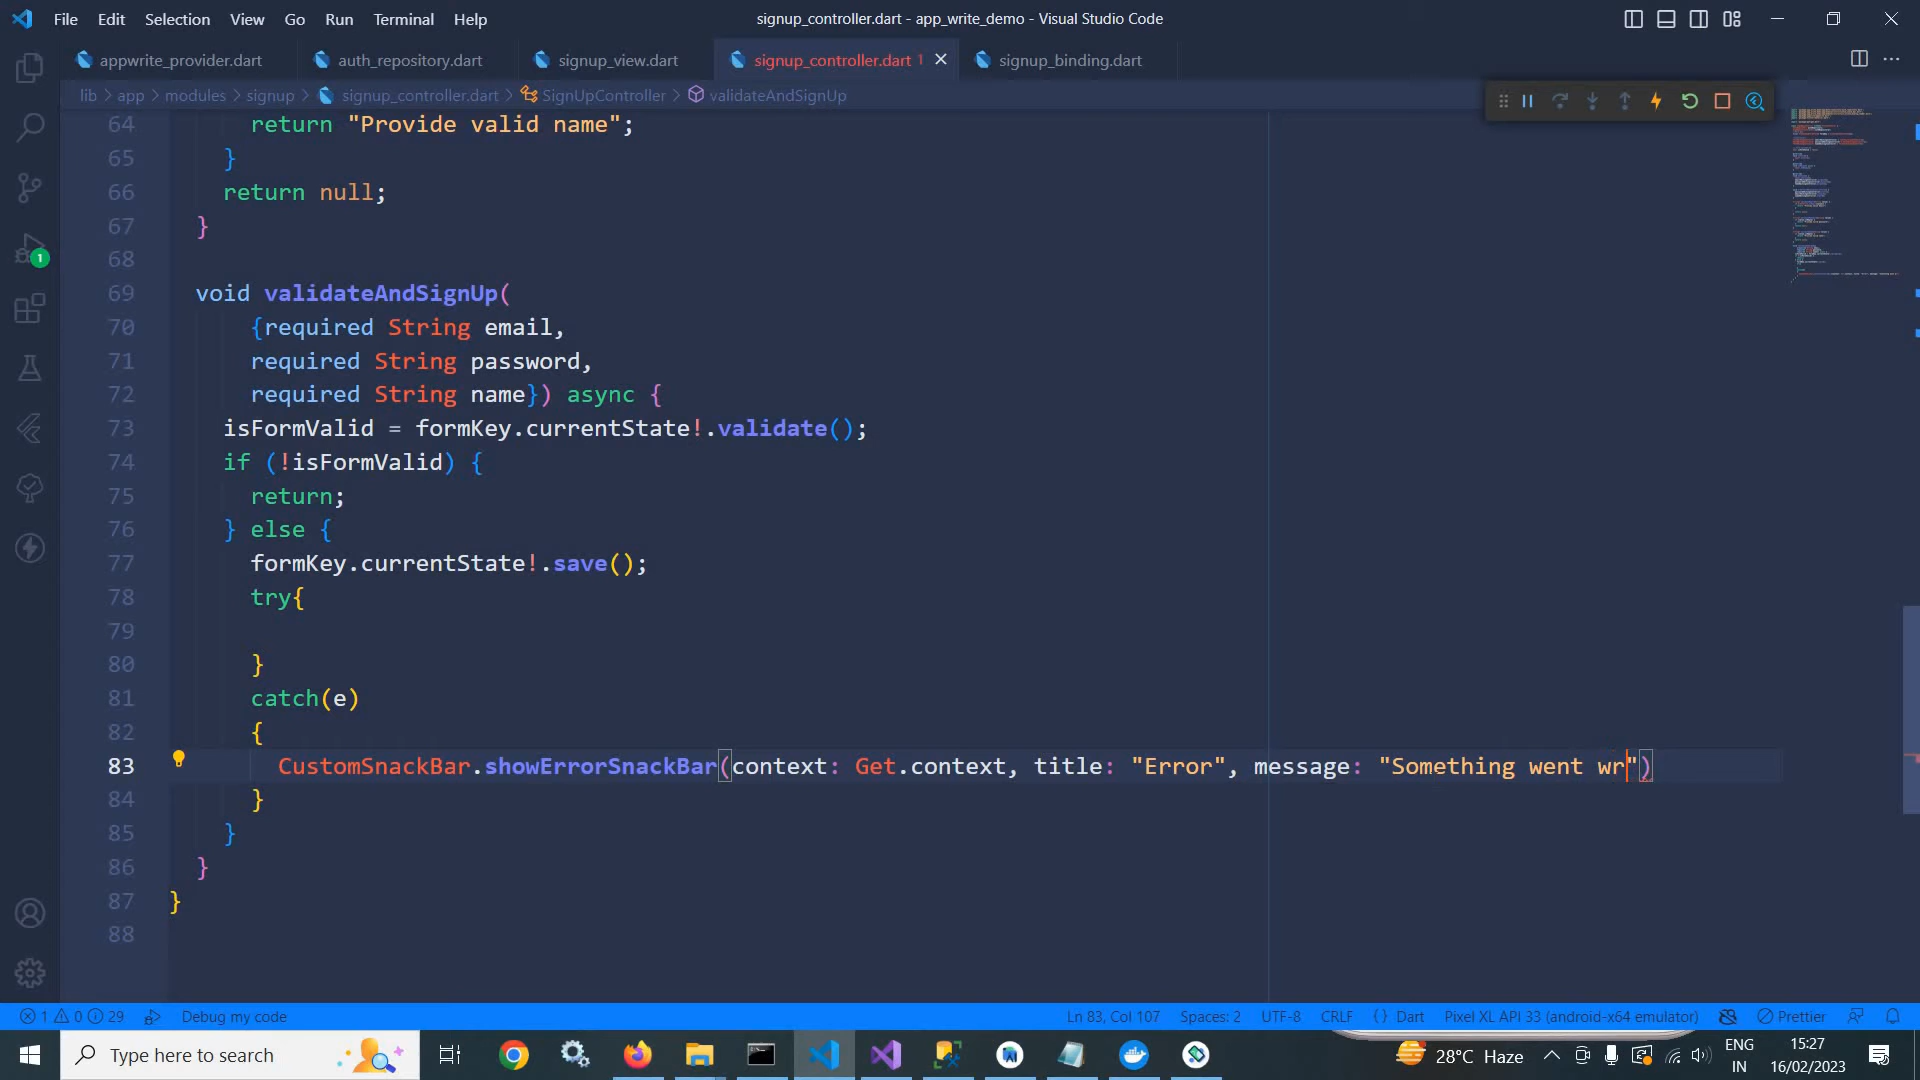 File Edit Selection View Go Run Terminal Help
signup_controller.dart - app_write_demo - Visual Studio Code
appwrite_provider.dart auth_repository.dart signup_view.dart signup_controller.dart 1 signup_binding.dart
lib > app > modules > signup > signup_controller.dart > SignUpController > validateAndSignUp
64 return "Provide valid name";
65 }
66 return null;
67 }
68
69 void validateAndSignUp(
70 {required String email,
71 required String password,
72 required String name}) async {
73 isFormValid = formKey.currentState!.validate();
74 if (!isFormValid) {
75 return;
76 } else {
77 formKey.currentState!.save();
78 try{
79
80 }
81 catch(e)
82 {
83 CustomSnackBar.showErrorSnackBar(context: Get.context, title: "Error", message: "Something went wr")
84 }
85 }
86 }
87 }
88
1
1 0 29 Debug my code Ln 83, Col 107 Spaces: 2 UTF-8 CRLF {} Dart Pixel XL API 33 (android-x64 emulator) Prettier
Type here to search
28°C Haze
ENG
IN
15:27
16/02/2023